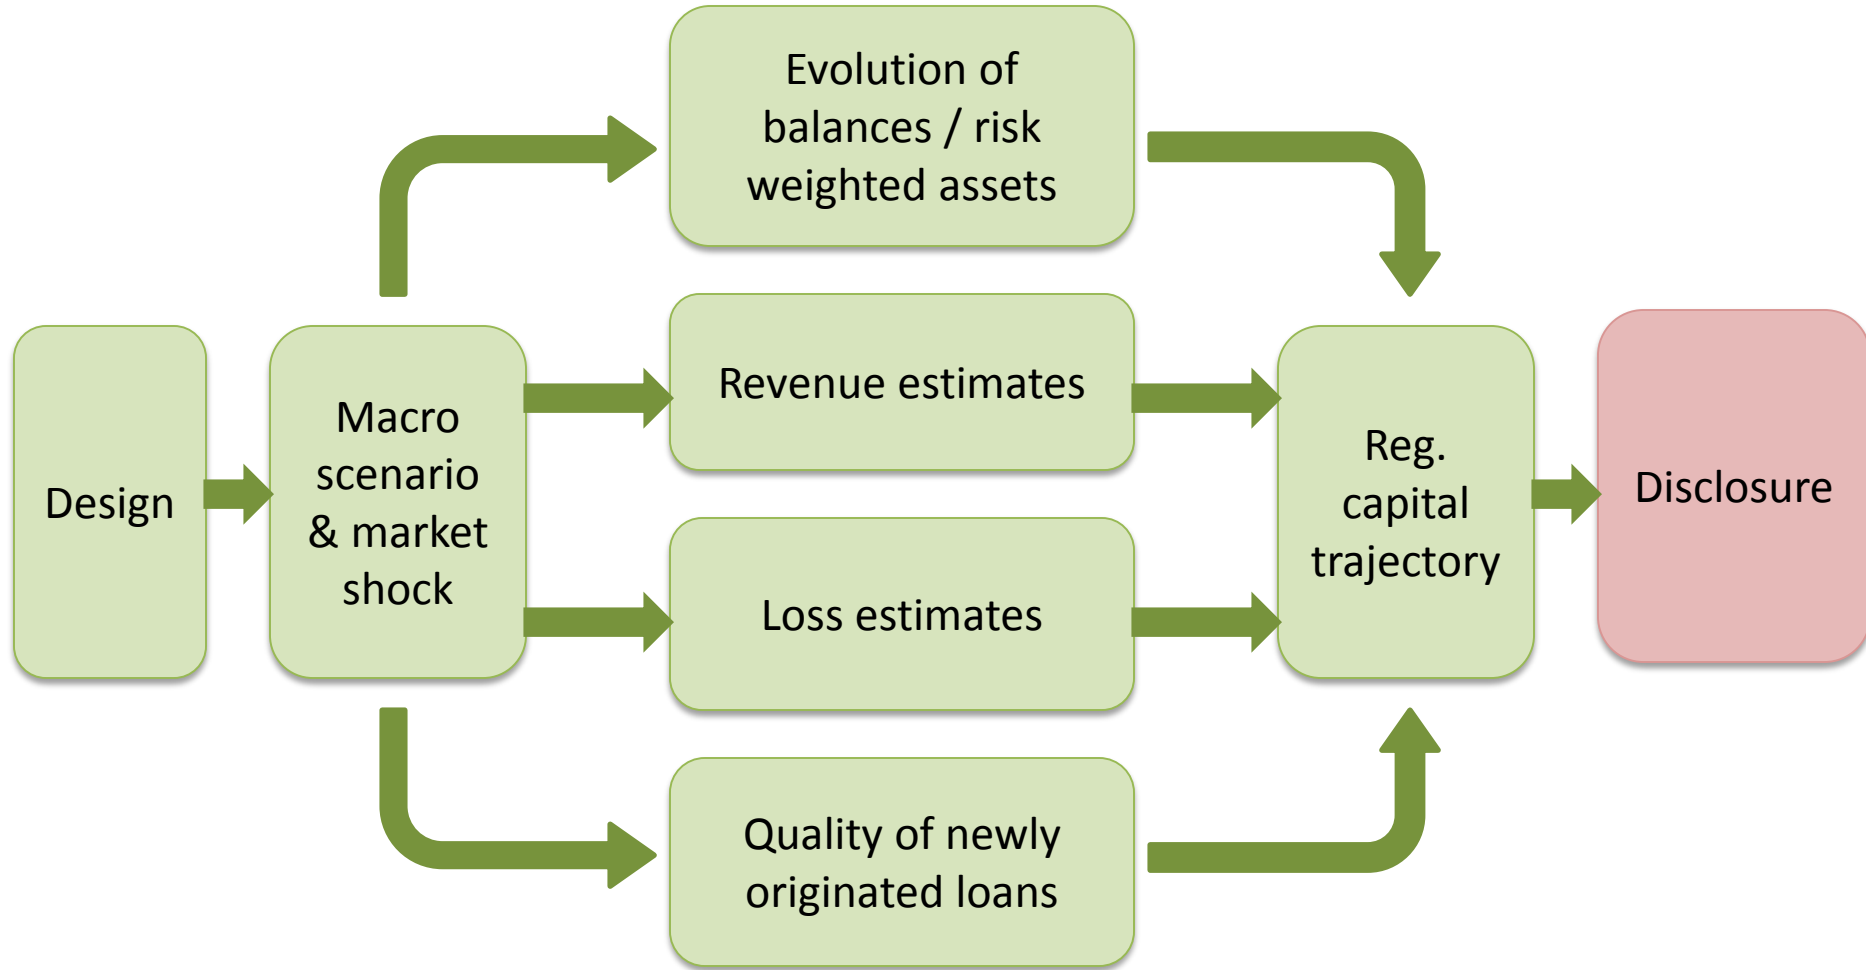 Design
Macro
scenario
& market
shock
Evolution of
balances / risk
weighted assets
Revenue estimates
Loss estimates
Quality of newly
originated loans
Reg.
capital
trajectory
Disclosure